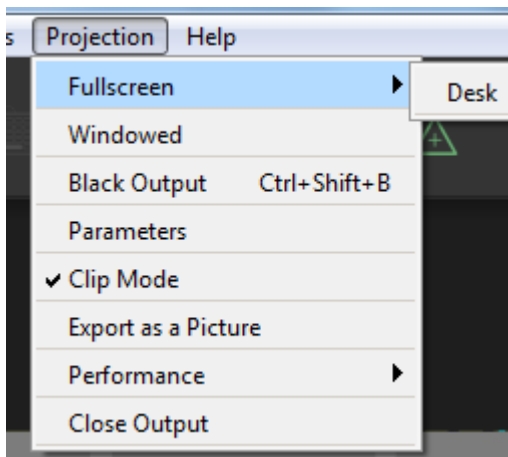 s Projection Help
Fullscreen Desk
Windowed
Black Output Ctrl+Shift+B
Parameters
Clip Mode
Export as a Picture
Performance
Close Output